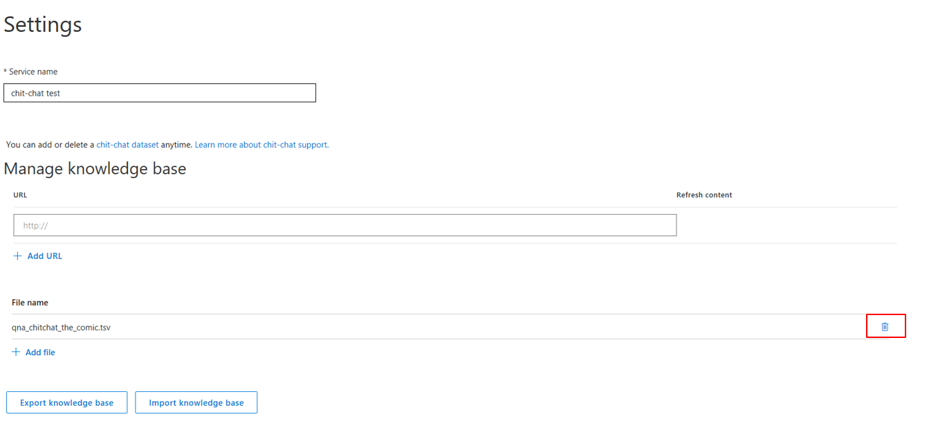 Settings
* Service name
chit-chat test
You can add or delete a chit-chat dataset anytime. Learn more about chit-chat support.
Manage knowledge base
URL Refresh content
http://
+ Add URL
File name
qna_chitchat_the_comic.tsv
+ Add file
Export knowledge base Import knowledge base